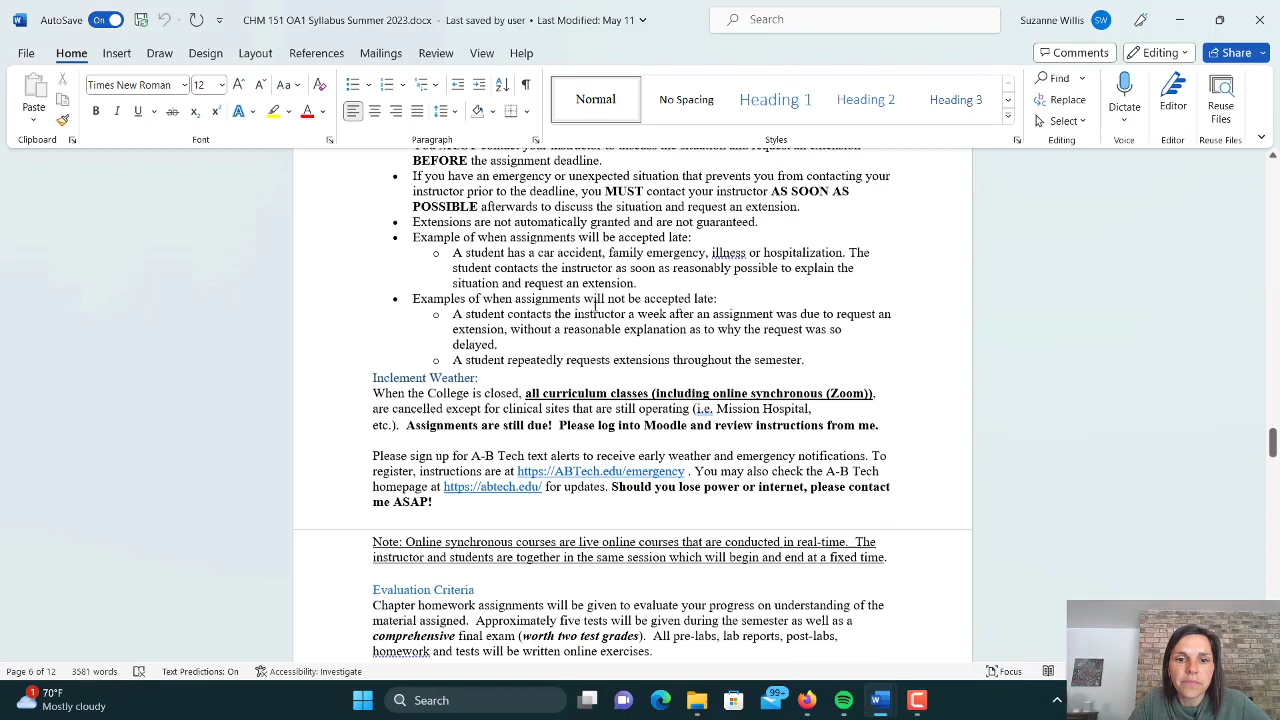 AutoSave On CHM 151 OA1 Syllabus Summer 2023.docx • Last saved by user • Last Modified: May 11 Search Suzanne Willis SW
File Home Insert Draw Design Layout References Mailings Review View Help Comments Editing Share
Times New Roman 12 Aa Normal No Spacing Heading 1 Heading 2 Heading 3 Find Replace Select
Paste Dictate Editor Reuse Files
Clipboard Font Paragraph Styles Editing Voice Editor Reuse Files
BEFORE the assignment deadline.
• If you have an emergency or unexpected situation that prevents you from contacting your
instructor prior to the deadline, you MUST contact your instructor AS SOON AS
POSSIBLE afterwards to discuss the situation and request an extension.
• Extensions are not automatically granted and are not guaranteed.
• Example of when assignments will be accepted late:
o A student has a car accident, family emergency, illness or hospitalization. The
student contacts the instructor as soon as reasonably possible to explain the
situation and request an extension.
• Examples of when assignments will not be accepted late:
o A student contacts the instructor a week after an assignment was due to request an
extension, without a reasonable explanation as to why the request was so
delayed.
o A student repeatedly requests extensions throughout the semester.
Inclement Weather:
When the College is closed, all curriculum classes (including online synchronous (Zoom)),
are cancelled except for clinical sites that are still operating (i.e. Mission Hospital,
etc.). Assignments are still due! Please log into Moodle and review instructions from me.
Please sign up for A-B Tech text alerts to receive early weather and emergency notifications. To
register, instructions are at https://ABTech.edu/emergency . You may also check the A-B Tech
homepage at https://abtech.edu/ for updates. Should you lose power or internet, please contact
me ASAP!
Note: Online synchronous courses are live online courses that are conducted in real-time. The
instructor and students are together in the same session which will begin and end at a fixed time.
Evaluation Criteria
Chapter homework assignments will be given to evaluate your progress on understanding of the
material assigned. Approximately five tests will be given during the semester as well as a
comprehensive final exam (worth two test grades). All pre-labs, lab reports, post-labs,
homework and tests will be written online exercises.
Page 6 of 12 3581 words Text Predictions: On Accessibility: Investigate Focus
1 70°F Mostly cloudy Search 99+